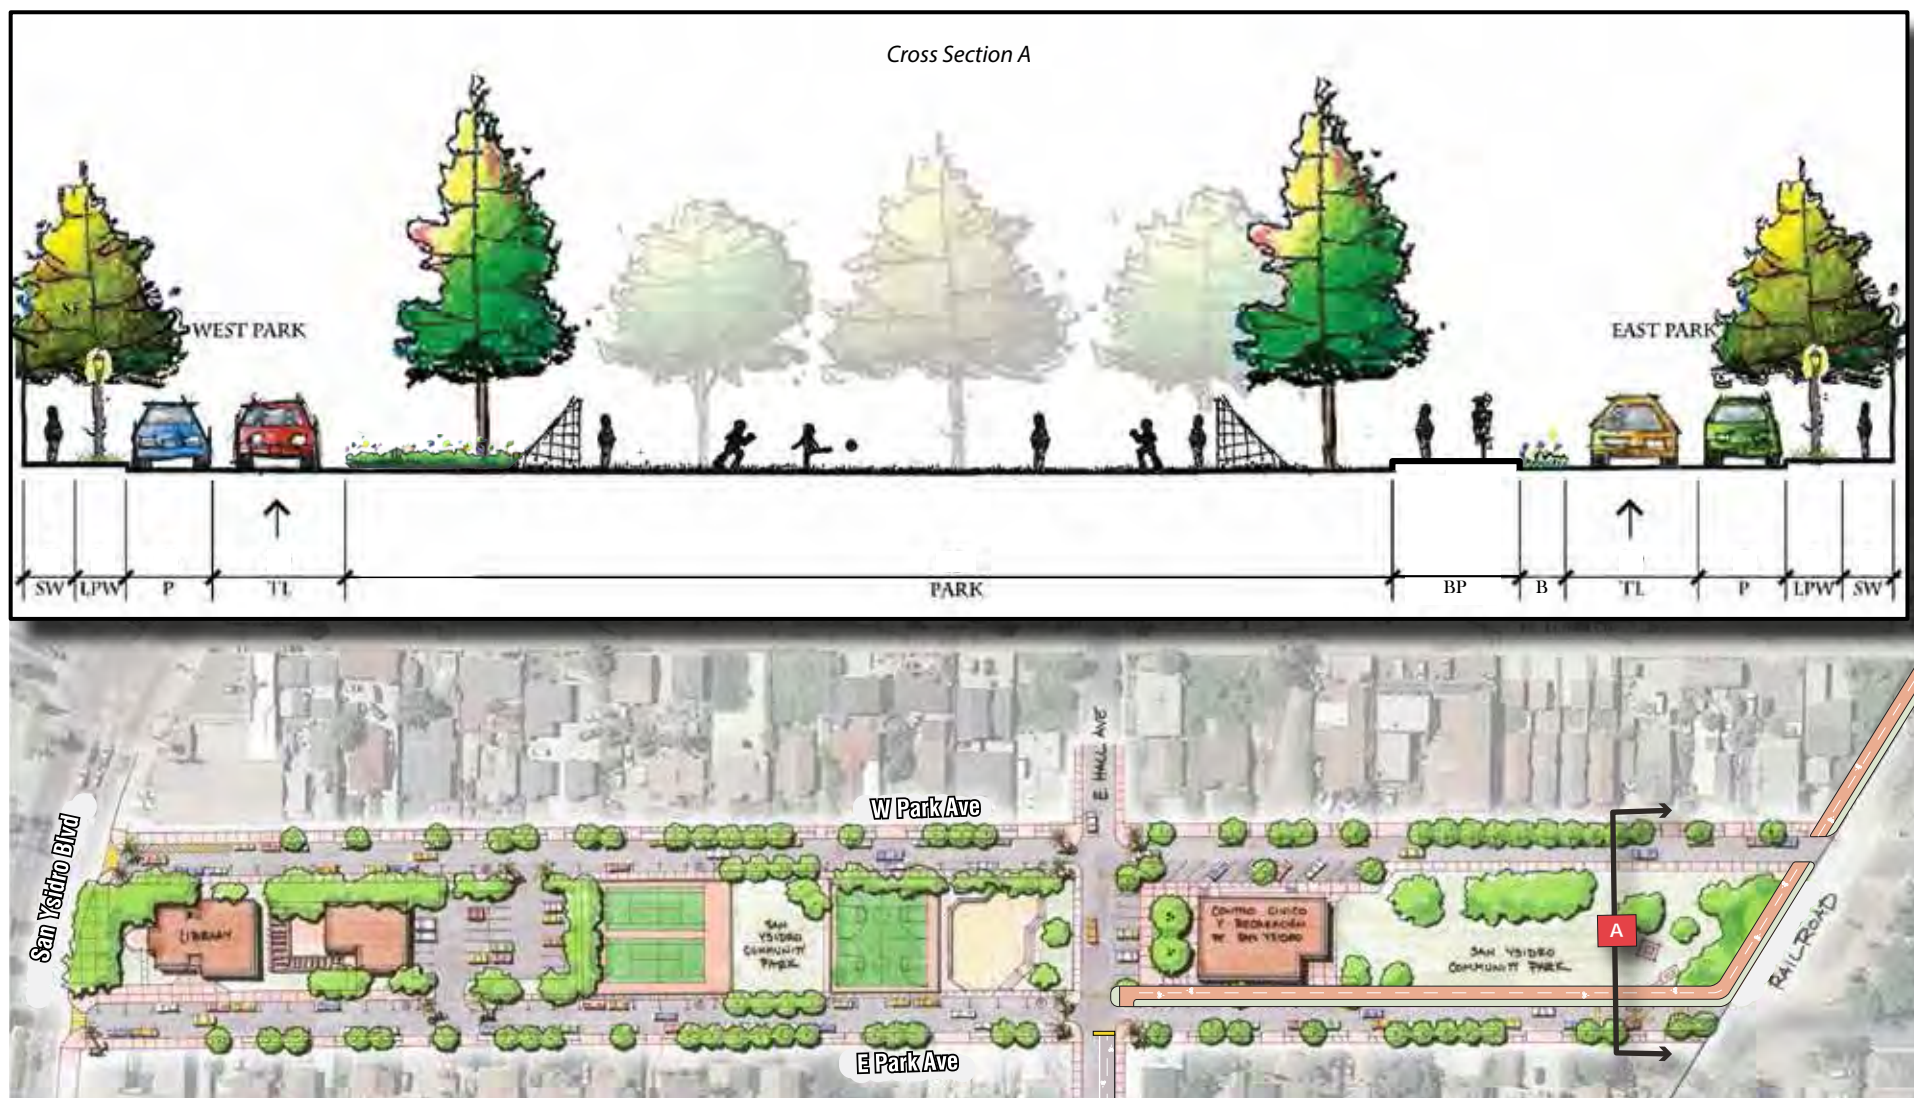 Cross Section A
WEST PARK
EAST PARK
SW LPW P TL PARK BP B TL P LPW SW
E HALL AVE
W Park Ave
San Ysidro Blvd
LIBRARY
SAN
YSIDRO
COMMUNITY
PARK
CENTRO CIVICO
Y RECREACION
DE SAN YSIDRO
SAN YSIDRO
COMMUNITY PARK
A
RAILROAD
E Park Ave